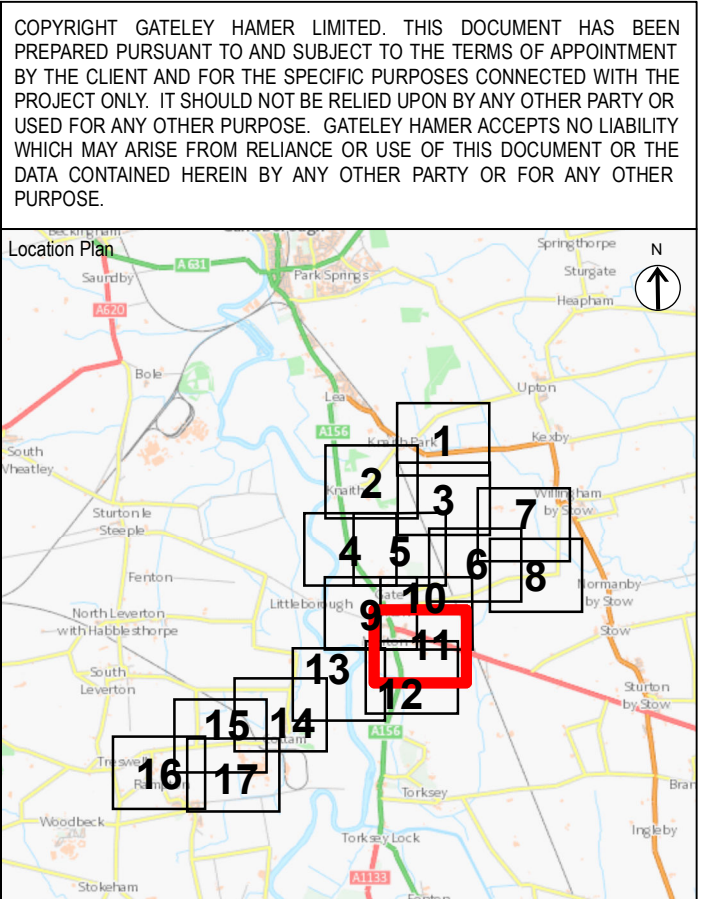 COPYRIGHT GATELEY HAMER LIMITED. THIS DOCUMENT HAS BEEN
PREPARED PURSUANT TO AND SUBJECT TO THE TERMS OF APPOINTMENT
BY THE CLIENT AND FOR THE SPECIFIC PURPOSES CONNECTED WITH THE
PROJECT ONLY. IT SHOULD NOT BE RELIED UPON BY ANY OTHER PARTY OR
USED FOR ANY OTHER PURPOSE. GATELEY HAMER ACCEPTS NO LIABILITY
WHICH MAY ARISE FROM RELIANCE OR USE OF THIS DOCUMENT OR THE
DATA CONTAINED HEREIN BY ANY OTHER PARTY OR FOR ANY OTHER
PURPOSE.
Location Plan
N
Springthorpe
A631
Saundby
Park Springs
Sturgate
A620
Heapham
Bole
Upton
Lea
A156
Knaith Park
1
Kexby
South
Wheatley
2
Knaith
3
7
Willingham
by Stow
Sturton le
Steeple
4
5
6
8
Fenton
Normanby
by Stow
Littleborough
Gate
10
9
North Leverton
with Habblesthorpe
11
Stow
South
Leverton
13
12
Sturton
by Stow
15
14
A156
Treswell
16
17
Torksey
Bran
Woodbeck
Torksey Lock
Ingleby
A1133
Stokeham
Fenton